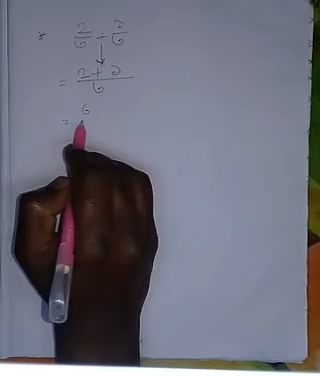 * 2/6 + 2/6
= 2 + 2/6
= 6